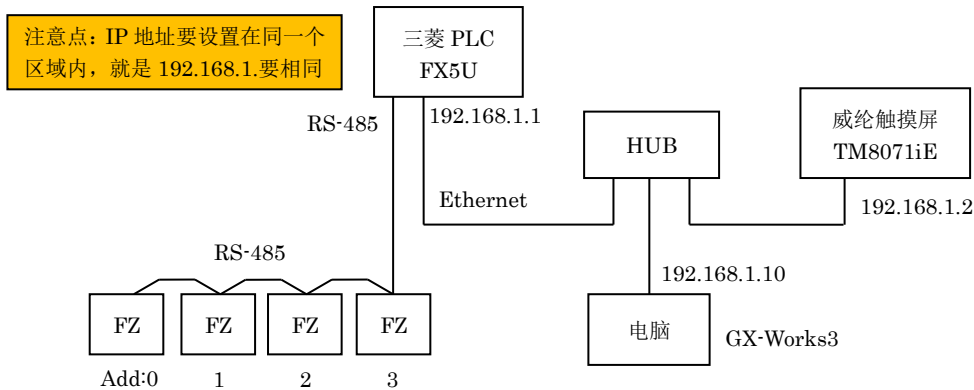 注意点：IP 地址要设置在同一个
区域内，就是 192.168.1.要相同
三菱 PLC
FX5U
RS-485
192.168.1.1
HUB
威纶触摸屏
TM8071iE
Ethernet
192.168.1.2
RS-485
192.168.1.10
FZ
FZ
FZ
FZ
电脑
GX-Works3
Add:0
1
2
3